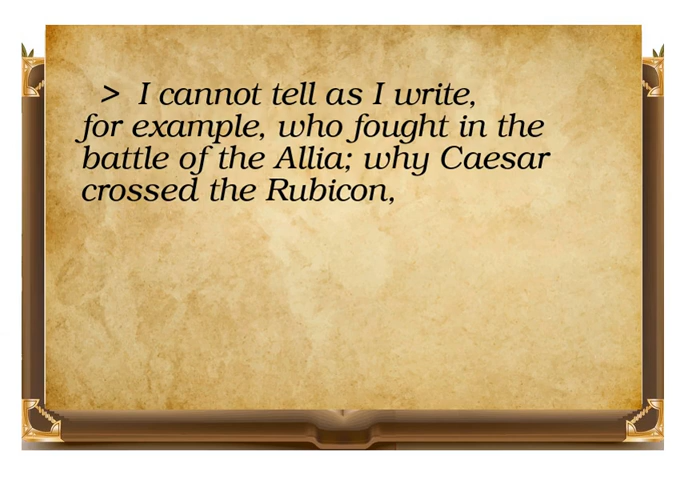 > I cannot tell as I write,
for example, who fought in the
battle of the Allia; why Caesar
crossed the Rubicon,